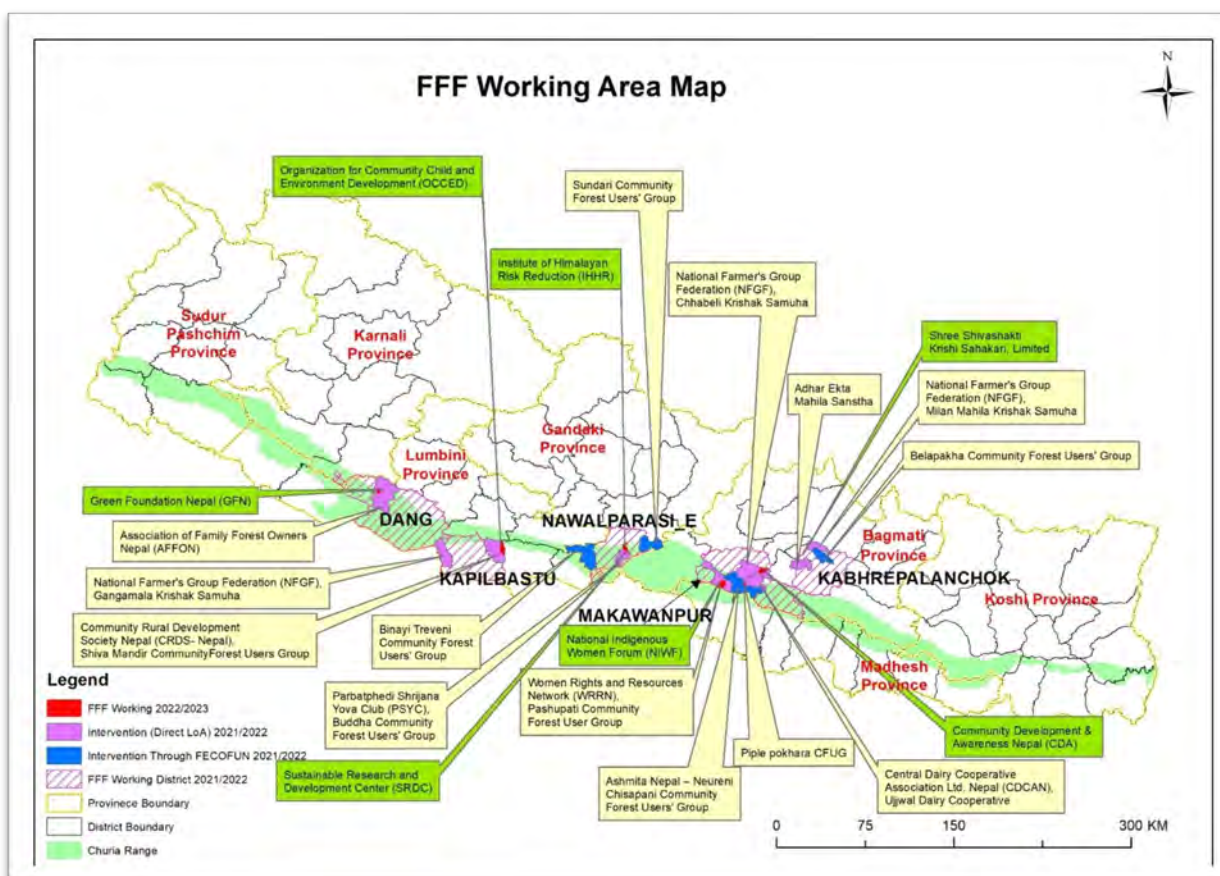 N
FFF Working Area Map
Organization for Community Child and
Environment Development (OCCED)
Sundari Community
Forest Users' Group
Institute of Himalayan
Risk Reduction (IHHR)
National Farmer's Group
Federation (NFGF),
Chhabeli Krishak Samuha
Shree Shivashakti
Krishi Sahakari, Limited
Adhar Ekta
Mahila Sanstha
National Farmer's Group
Federation (NFGF),
Milan Mahila Krishak Samuha
Belapakha Community Forest Users' Group
Sudur
Pashchim
Province
Karnali
Province
Gandaki
Province
Lumbini
Province
Bagmati
Province
Koshi Province
Madhesh
Province
DANG
KAPILBASTU
NAWALPARASI_E
MAKAWANPUR
KABHREPALANCHOK
Green Foundation Nepal (GFN)
Association of Family Forest Owners
Nepal (AFFON)
National Farmer's Group Federation (NFGF),
Gangamala Krishak Samuha
Community Rural Development
Society Nepal (CRDS- Nepal),
Shiva Mandir CommunityForest Users Group
Binayi Treveni
Community Forest
Users' Group
Parbatphedi Shrijana
Yova Club (PSYC),
Buddha Community
Forest Users' Group
Sustainable Research and
Development Center (SRDC)
National Indigenous
Women Forum (NIWF)
Women Rights and Resources
Network (WRRN),
Pashupati Community
Forest User Group
Ashmita Nepal – Neureni
Chisapani Community
Forest Users' Group
Piple pokhara CFUG
Community Development &
Awareness Nepal (CDA)
Central Dairy Cooperative
Association Ltd. Nepal (CDCAN),
Ujjwal Dairy Cooperative
Legend
FFF Working 2022/2023
Intervention (Direct LoA) 2021/2022
Intervention Through FECOFUN 2021/2022
FFF Working District 2021/2022
Provinece Boundary
District Boundary
Churia Range
0 75 150 300 KM